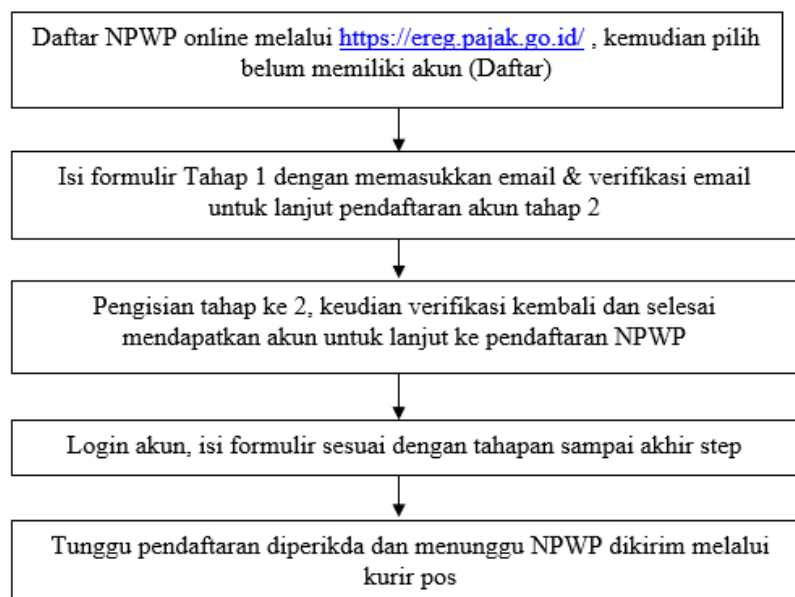 Daftar NPWP online melalui https://ereg.pajak.go.id/ , kemudian pilih
belum memiliki akun (Daftar)
Isi formulir Tahap 1 dengan memasukkan email & verifikasi email
untuk lanjut pendaftaran akun tahap 2
Pengisian tahap ke 2, keudian verifikasi kembali dan selesai
mendapatkan akun untuk lanjut ke pendaftaran NPWP
Login akun, isi formulir sesuai dengan tahapan sampai akhir step
Tunggu pendaftaran diperikda dan menunggu NPWP dikirim melalui
kurir pos